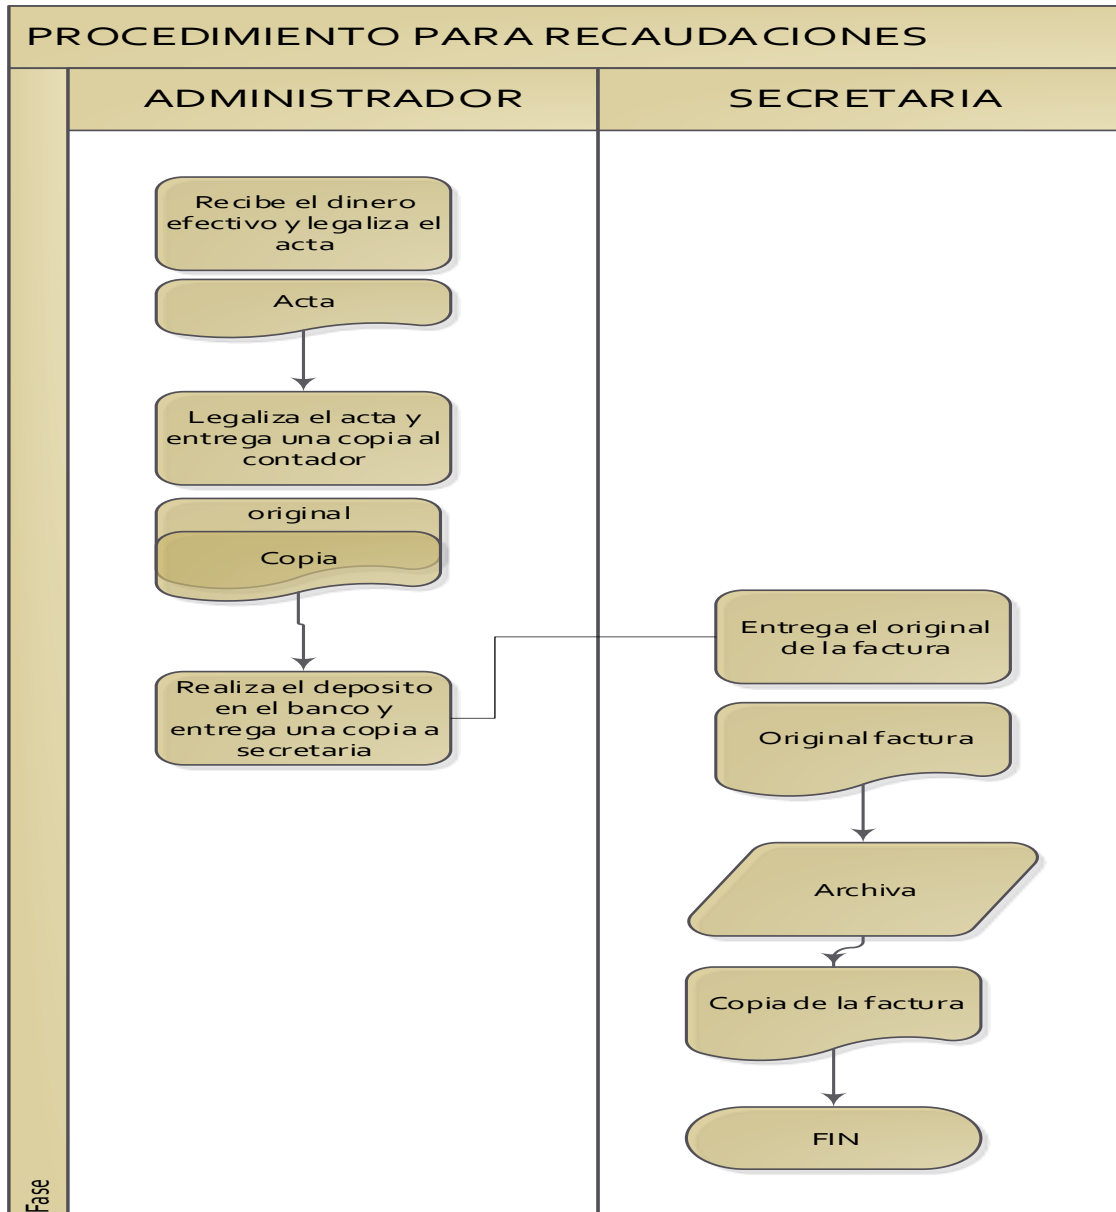 PROCEDIMIENTO PARA RECAUDACIONES
ADMINISTRADOR
SECRETARIA
Recibe el dinero
efectivo y legaliza el
acta
Acta
Legaliza el acta y
entrega una copia al
contador
original
Copia
Realiza el deposito
en el banco y
entrega una copia a
secretaria
Entrega el original
de la factura
Original factura
Archiva
Copia de la factura
FIN
Fase